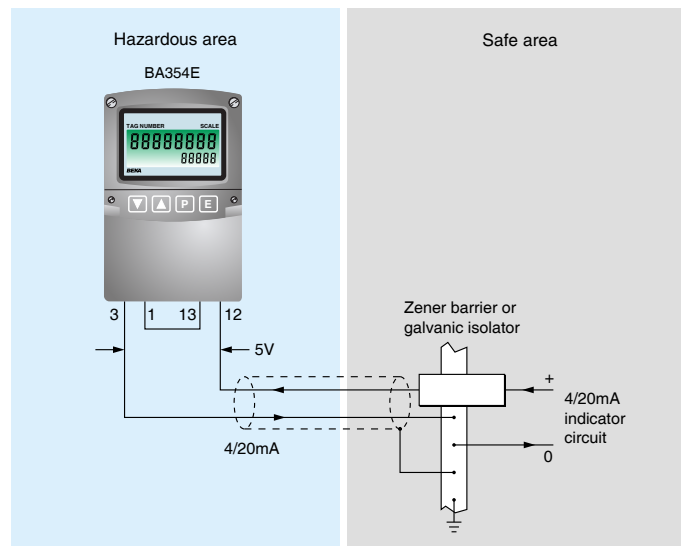 Hazardous area
Safe area
BA354E
TAG NUMBER SCALE
88888888
88888
BEKA
P E
3 1 13 12
5V
Zener barrier or
galvanic isolator
+
4/20mA
indicator
circuit
0
4/20mA